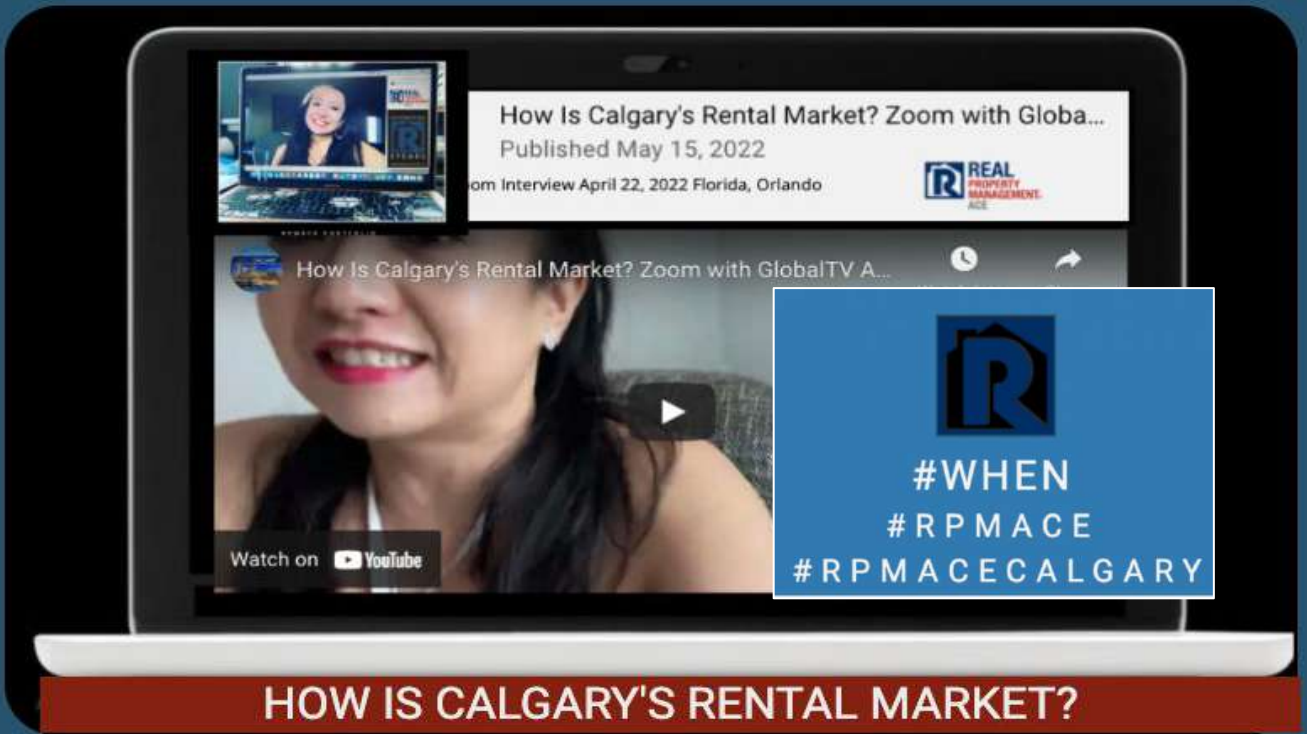 How Is Calgary's Rental Market? Zoom with Globa...
Published May 15, 2022
om Interview April 22, 2022 Florida, Orlando
REAL
PROPERTY
MANAGEMENT.
ACE
How Is Calgary's Rental Market? Zoom with GlobalTV A...
R
#WHEN
#RPMACE
#RPMACECALGARY
Watch on YouTube
HOW IS CALGARY'S RENTAL MARKET?